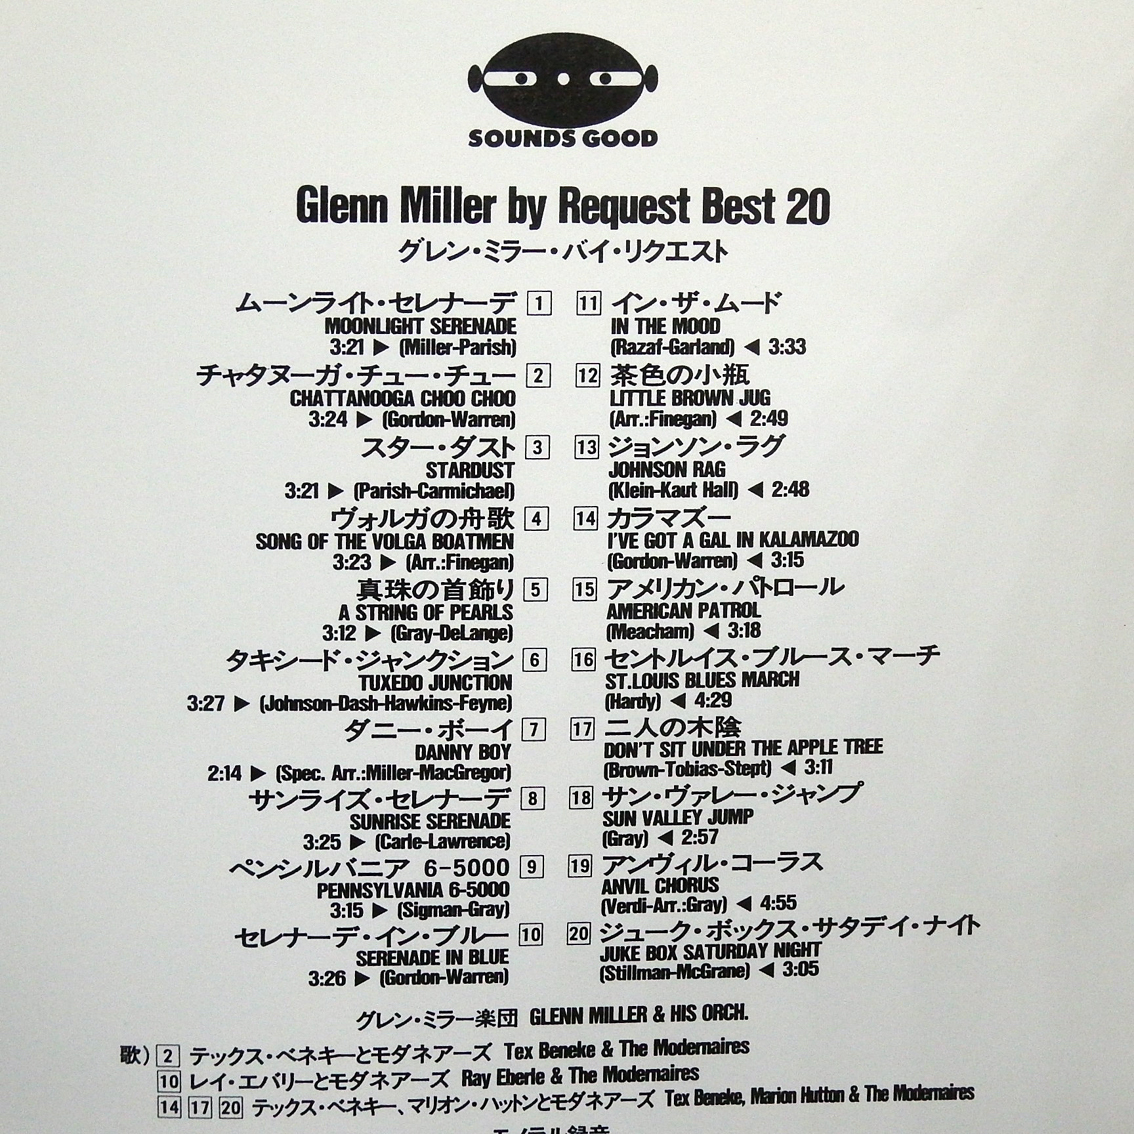 SOUNDS GOOD
Glenn Miller by Request Best 20
グレン・ミラー・バイ・リクエスト
ムーンライト・セレナーデ 1
MOONLIGHT SERENADE
3:21 ▶ (Miller-Parish)
チャタヌーガ・チュー・チュー 2
CHATTANOOGA CHOO CHOO
3:24 ▶ (Gordon-Warren)
スター・ダスト 3
STARDUST
3:21 ▶ (Parish-Carmichael)
ヴォルガの舟歌 4
SONG OF THE VOLGA BOATMEN
3:23 ▶ (Arr.:Finegan)
真珠の首飾り 5
A STRING OF PEARLS
3:12 ▶ (Gray-DeLange)
タキシード・ジャンクション 6
TUXEDO JUNCTION
3:27 ▶ (Johnson-Dash-Hawkins-Feyne)
ダニー・ボーイ 7
DANNY BOY
2:14 ▶ (Spec. Arr.:Miller-MacGregor)
サンライズ・セレナーデ 8
SUNRISE SERENADE
3:25 ▶ (Carle-Lawrence)
ペンシルバニア 6-5000 9
PENNSYLVANIA 6-5000
3:15 ▶ (Sigman-Gray)
セレナーデ・イン・ブルー 10
SERENADE IN BLUE
3:26 ▶ (Gordon-Warren)
11 イン・ザ・ムード
IN THE MOOD
(Razaf-Garland) ◀ 3:33
12 茶色の小瓶
LITTLE BROWN JUG
(Arr.:Finegan) ◀ 2:49
13 ジョンソン・ラグ
JOHNSON RAG
(Klein-Kaut Hall) ◀ 2:48
14 カラマズー
I'VE GOT A GAL IN KALAMAZOO
(Gordon-Warren) ◀ 3:15
15 アメリカン・パトロール
AMERICAN PATROL
(Meacham) ◀ 3:18
16 セントルイス・ブルース・マーチ
ST.LOUIS BLUES MARCH
(Hardy) ◀ 4:29
17 二人の木陰
DON'T SIT UNDER THE APPLE TREE
(Brown-Tobias-Stept) ◀ 3:11
18 サン・ヴァレー・ジャンプ
SUN VALLEY JUMP
(Gray) ◀ 2:57
19 アンヴィル・コーラス
ANVIL CHORUS
(Verdi-Arr.:Gray) ◀ 4:55
20 ジューク・ボックス・サタデイ・ナイト
JUKE BOX SATURDAY NIGHT
(Stillman-McGrane) ◀ 3:05
グレン・ミラー楽団 GLENN MILLER & HIS ORCH.
歌) 2 テックス・ベネキーとモダネアーズ Tex Beneke & The Modernaires
10 レイ・エバリーとモダネアーズ Ray Eberle & The Modernaires
14 17 20 テックス・ベネキー、マリオン・ハットンとモダネアーズ Tex Beneke, Marion Hutton & The Modernaires